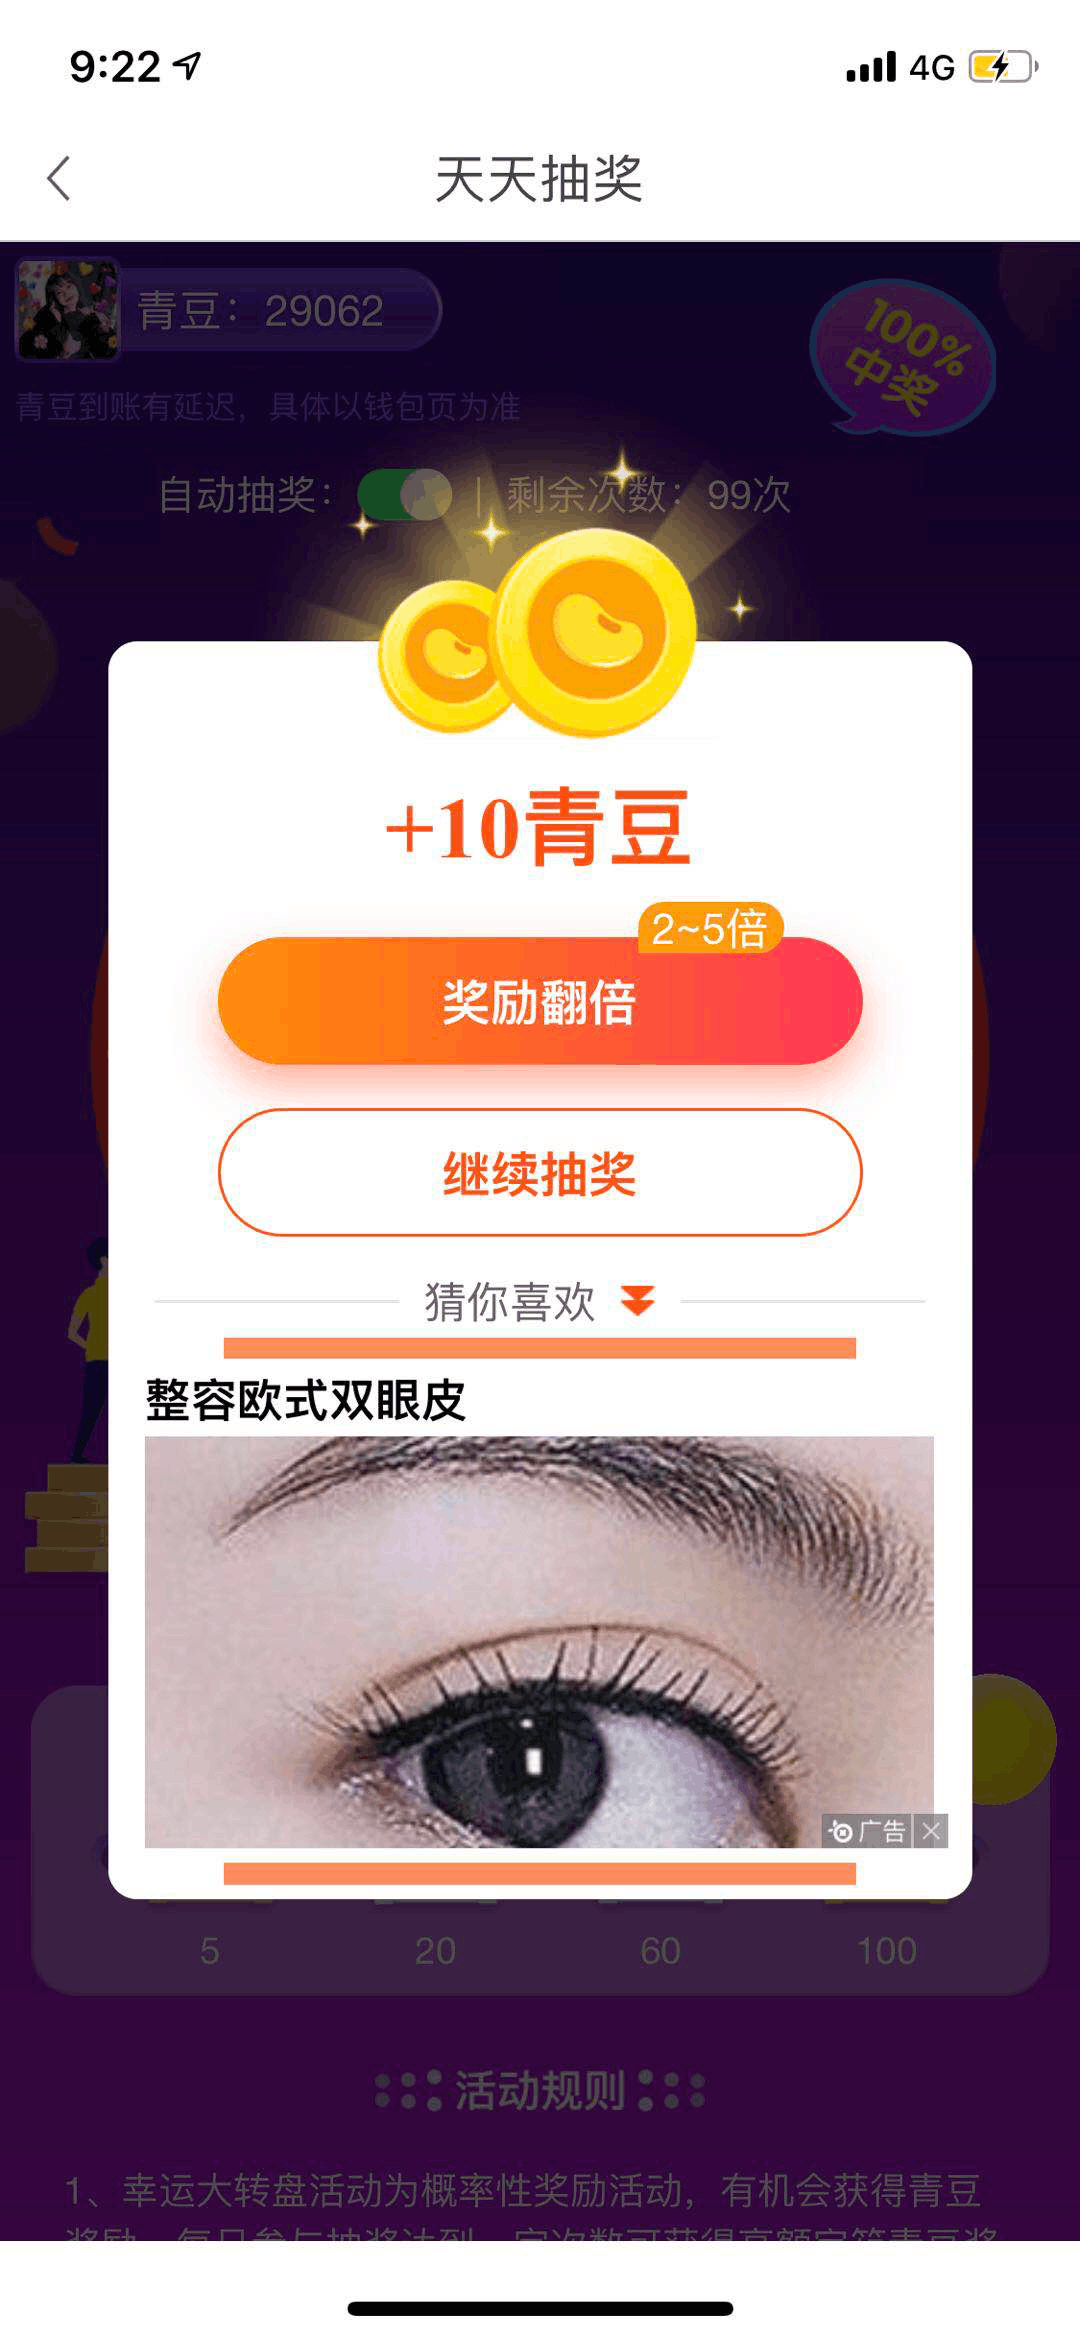 9:22
4G
天天抽奖
青豆：29062
100%
中奖
青豆到账有延迟，具体以钱包页为准
自动抽奖：
| 剩余次数：99次
+10青豆
2~5倍
奖励翻倍
继续抽奖
猜你喜欢
整容欧式双眼皮
广告
5
20
60
100
活动规则
1、幸运大转盘活动为概率性奖励活动，有机会获得青豆